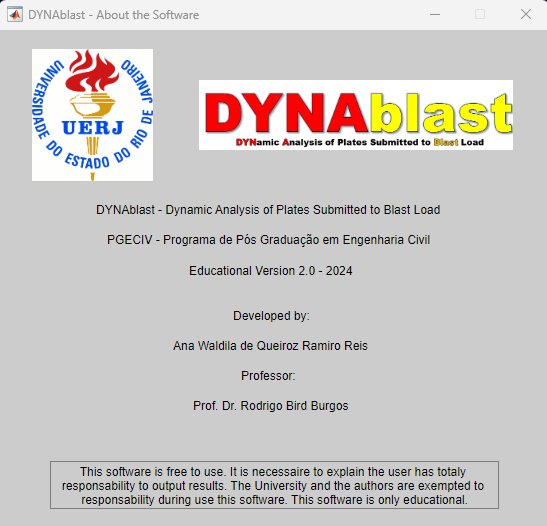 DYNAblast - About the Software
UNIVERSIDADE DO ESTADO DO RIO DE JANEIRO
UERJ
DYNAblast
DYNamic Analysis of Plates Submitted to Blast Load
DYNAblast - Dynamic Analysis of Plates Submitted to Blast Load
PGECIV - Programa de Pós Graduação em Engenharia Civil
Educational Version 2.0 - 2024
Developed by:
Ana Waldila de Queiroz Ramiro Reis
Professor:
Prof. Dr. Rodrigo Bird Burgos
This software is free to use. It is necessaire to explain the user has totaly
responsability to output results. The University and the authors are exempted to
responsability during use this software. This software is only educational.